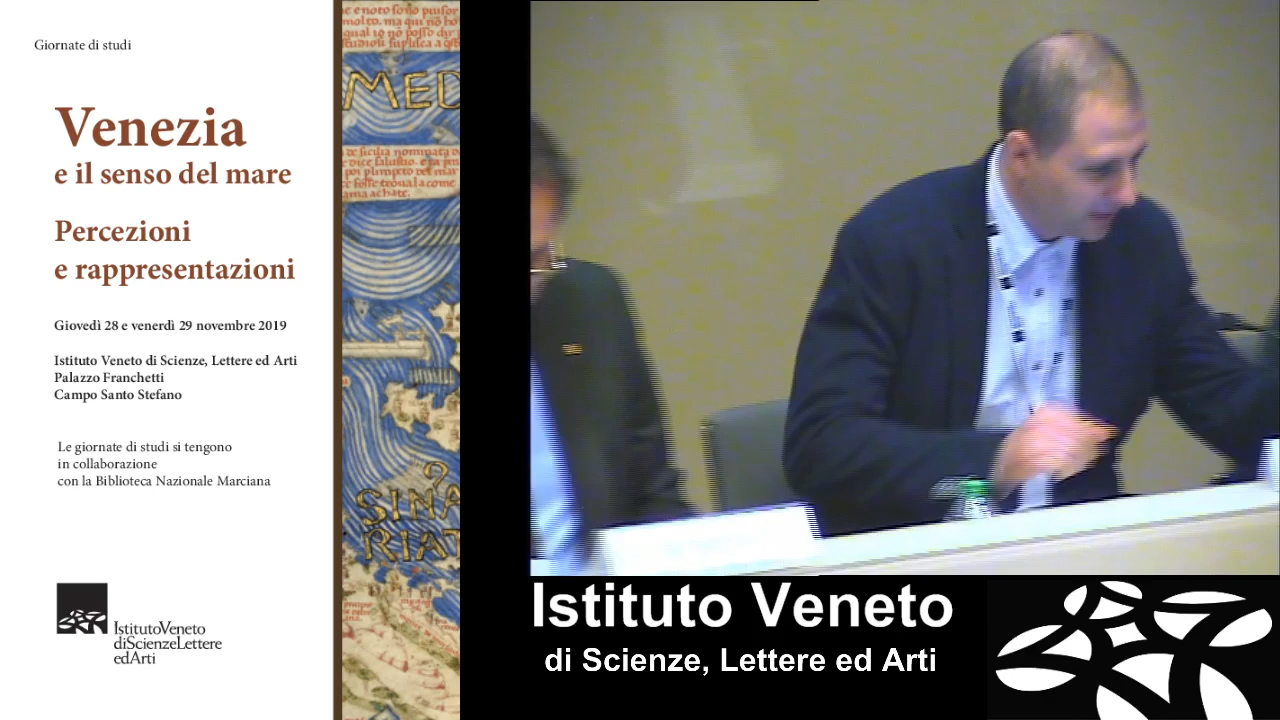 Giornate di studi
Venezia
e il senso del mare
Percezioni
e rappresentazioni
Giovedì 28 e venerdì 29 novembre 2019
Istituto Veneto di Scienze, Lettere ed Arti
Palazzo Franchetti
Campo Santo Stefano
Le giornate di studi si tengono
in collaborazione
con la Biblioteca Nazionale Marciana
IstitutoVeneto
diScienzeLettere
edArti
MED
SINA
RIAT
Istituto Veneto
di Scienze, Lettere ed Arti